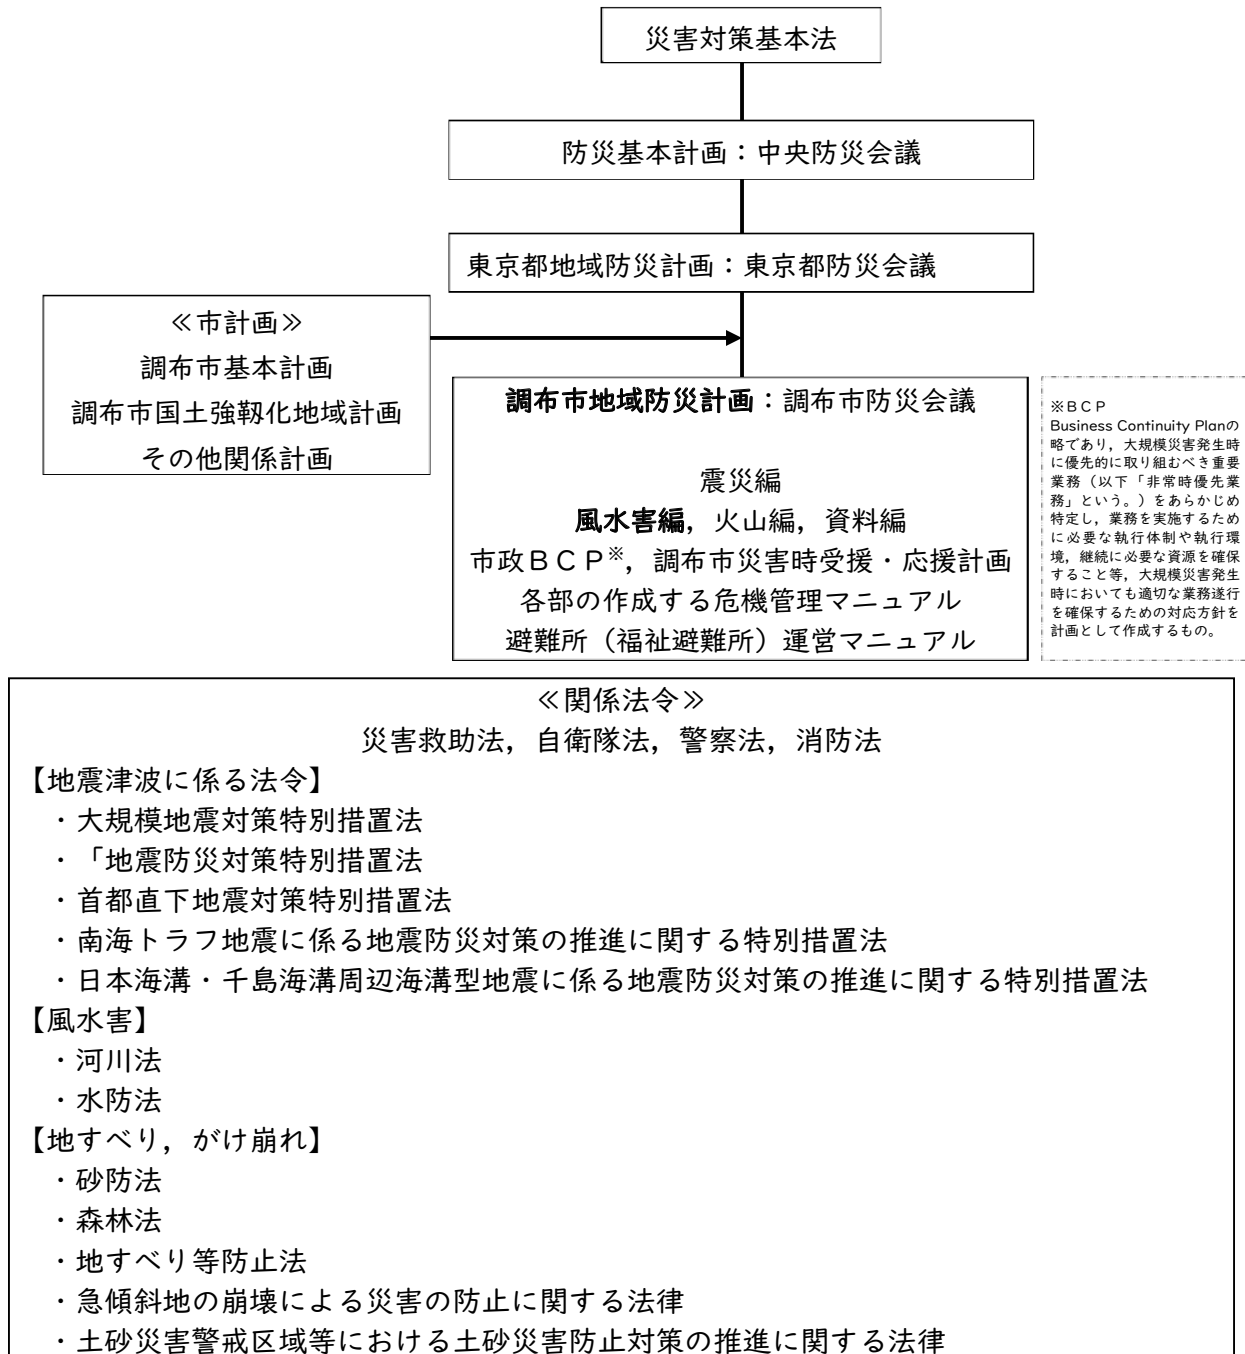 災害対策基本法
防災基本計画：中央防災会議
東京都地域防災計画：東京都防災会議
≪市計画≫
調布市基本計画
調布市国土強靱化地域計画
その他関係計画
調布市地域防災計画：調布市防災会議
震災編
風水害編，火山編，資料編
市政ＢＣＰ※，調布市災害時受援・応援計画
各部の作成する危機管理マニュアル
避難所（福祉避難所）運営マニュアル
※ＢＣＰ
Business Continuity Planの
略であり，大規模災害発生時
に優先的に取り組むべき重要
業務（以下「非常時優先業
務」という。）をあらかじめ
特定し，業務を実施するため
に必要な執行体制や執行環
境，継続に必要な資源を確保
すること等，大規模災害発生
時においても適切な業務遂行
を確保するための対応方針を
計画として作成するもの。
≪関係法令≫
災害救助法，自衛隊法，警察法，消防法
【地震津波に係る法令】
・大規模地震対策特別措置法
・「地震防災対策特別措置法
・首都直下地震対策特別措置法
・南海トラフ地震に係る地震防災対策の推進に関する特別措置法
・日本海溝・千島海溝周辺海溝型地震に係る地震防災対策の推進に関する特別措置法
【風水害】
・河川法
・水防法
【地すべり，がけ崩れ】
・砂防法
・森林法
・地すべり等防止法
・急傾斜地の崩壊による災害の防止に関する法律
・土砂災害警戒区域等における土砂災害防止対策の推進に関する法律